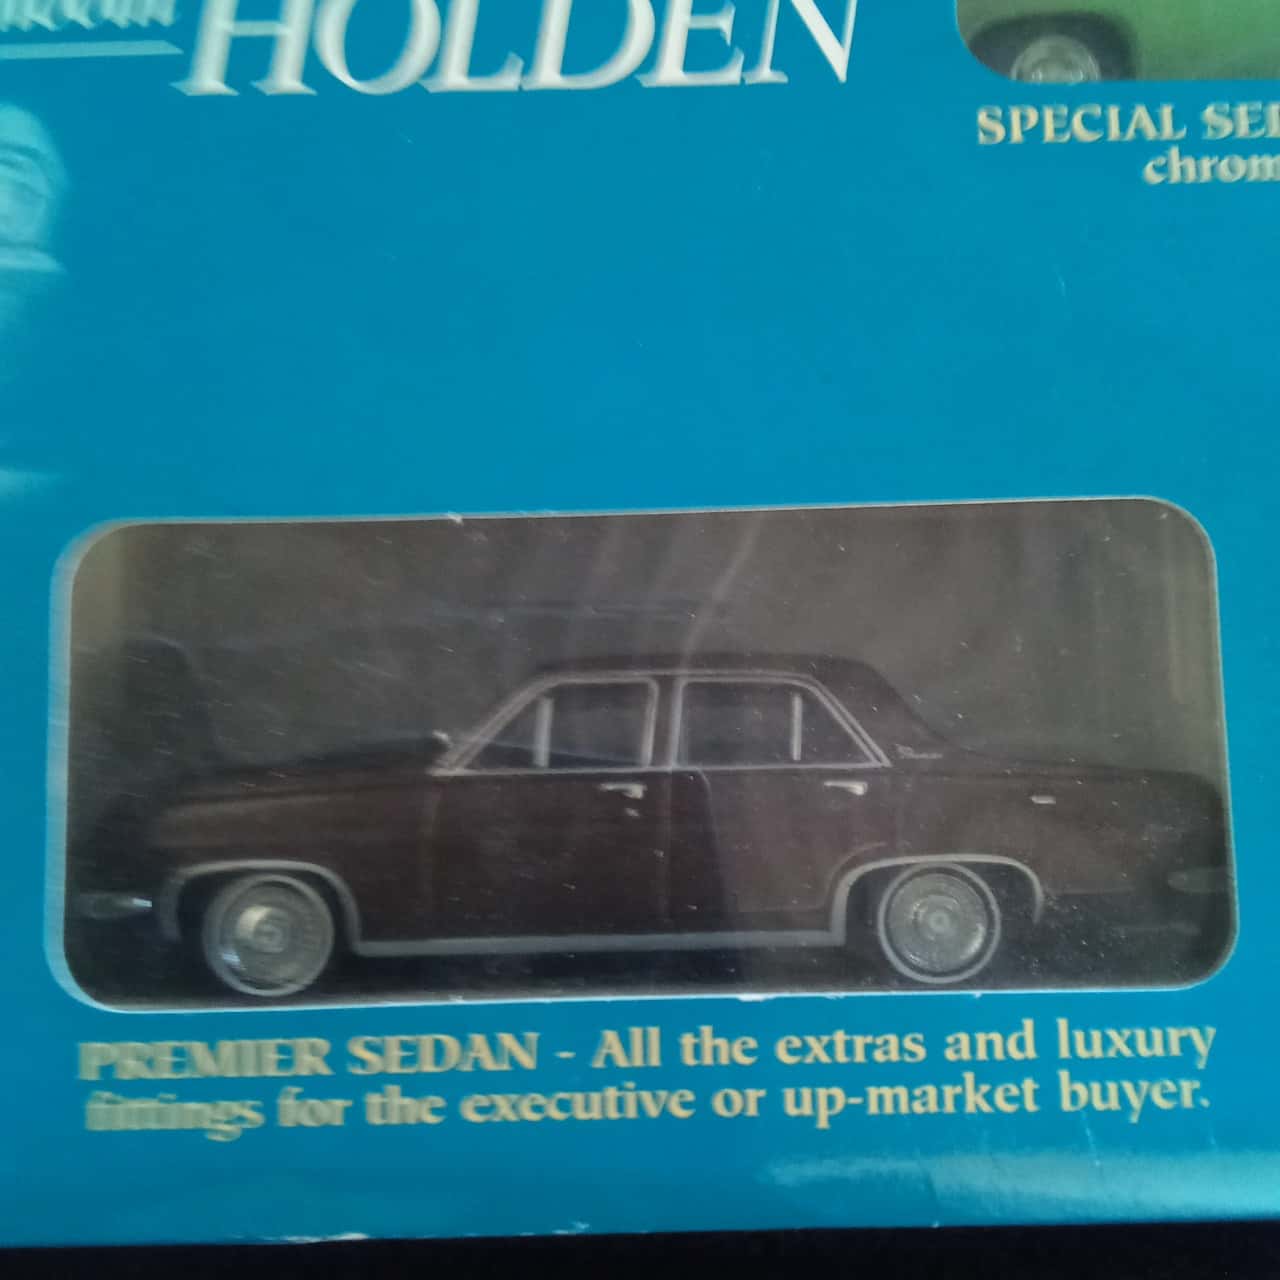 HOLDEN
SPECIAL SE
chrom
Premier
PREMIER SEDAN - All the extras and luxury
fittings for the executive or up-market buyer.